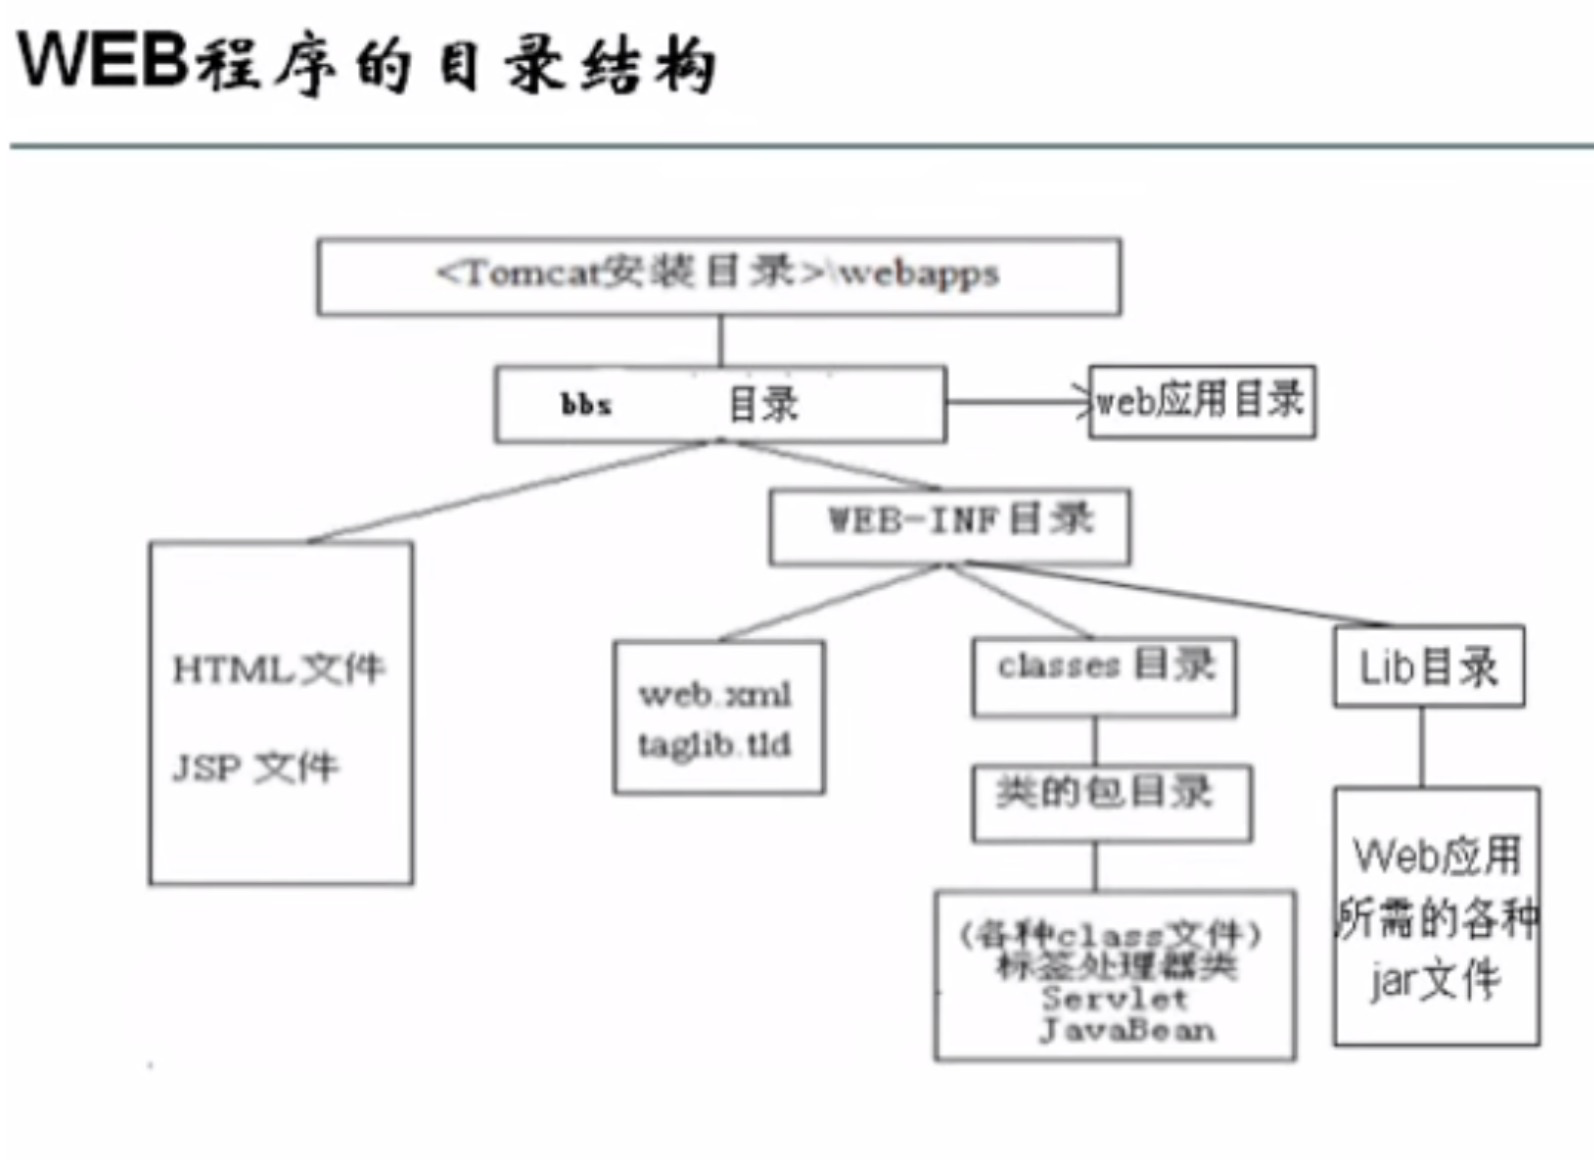 WEB程序的目录结构
<Tomcat安装目录>\webapps
bbs 目录
web应用目录
WEB-INF目录
HTML文件
JSP 文件
web.xml
taglib.tld
classes 目录
Lib目录
类的包目录
(各种class文件)
标签处理器类
Servlet
JavaBean
Web应用
所需的各种
jar文件